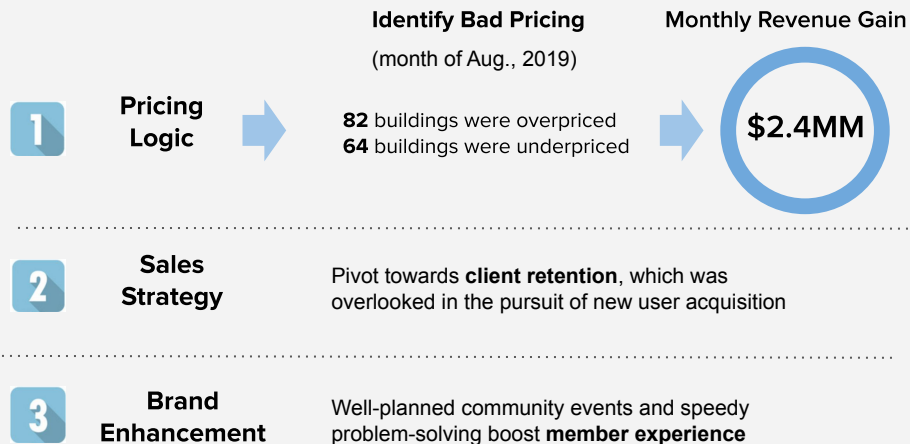 Identify Bad Pricing
Monthly Revenue Gain
(month of Aug., 2019)
1
Pricing
Logic
82 buildings were overpriced
64 buildings were underpriced
$2.4MM
2
Sales
Strategy
Pivot towards client retention, which was
overlooked in the pursuit of new user acquisition
3
Brand
Enhancement
Well-planned community events and speedy
problem-solving boost member experience